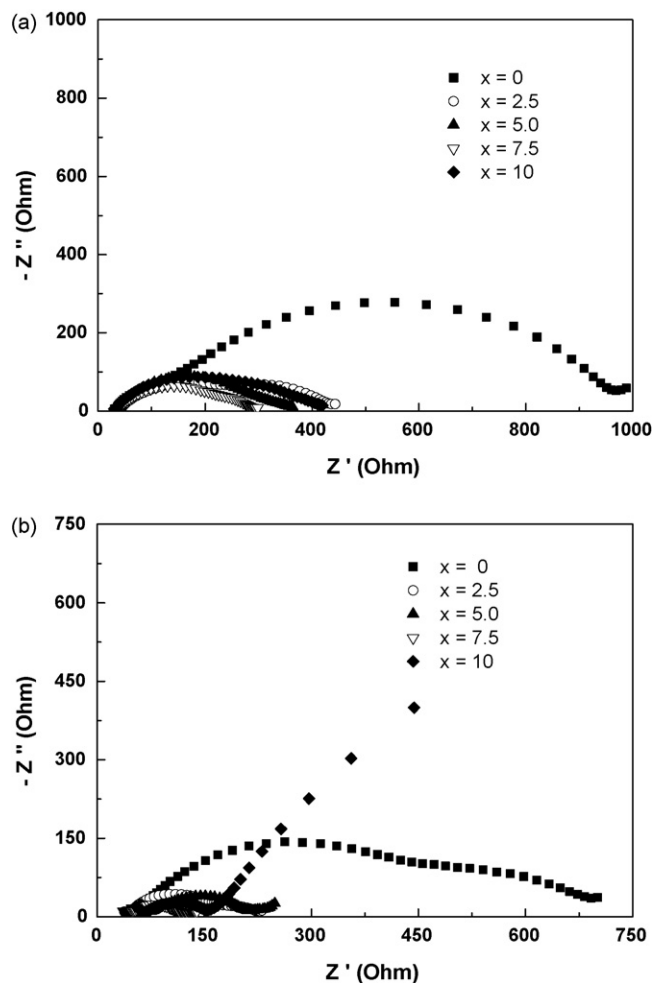 (a)
1000
800
600
400
200
0
- Z '' (Ohm)
x = 0
x = 2.5
x = 5.0
x = 7.5
x = 10
0 200 400 600 800 1000
Z ' (Ohm)
(b)
750
600
450
300
150
0
- Z '' (Ohm)
x = 0
x = 2.5
x = 5.0
x = 7.5
x = 10
0 150 300 450 600 750
Z ' (Ohm)